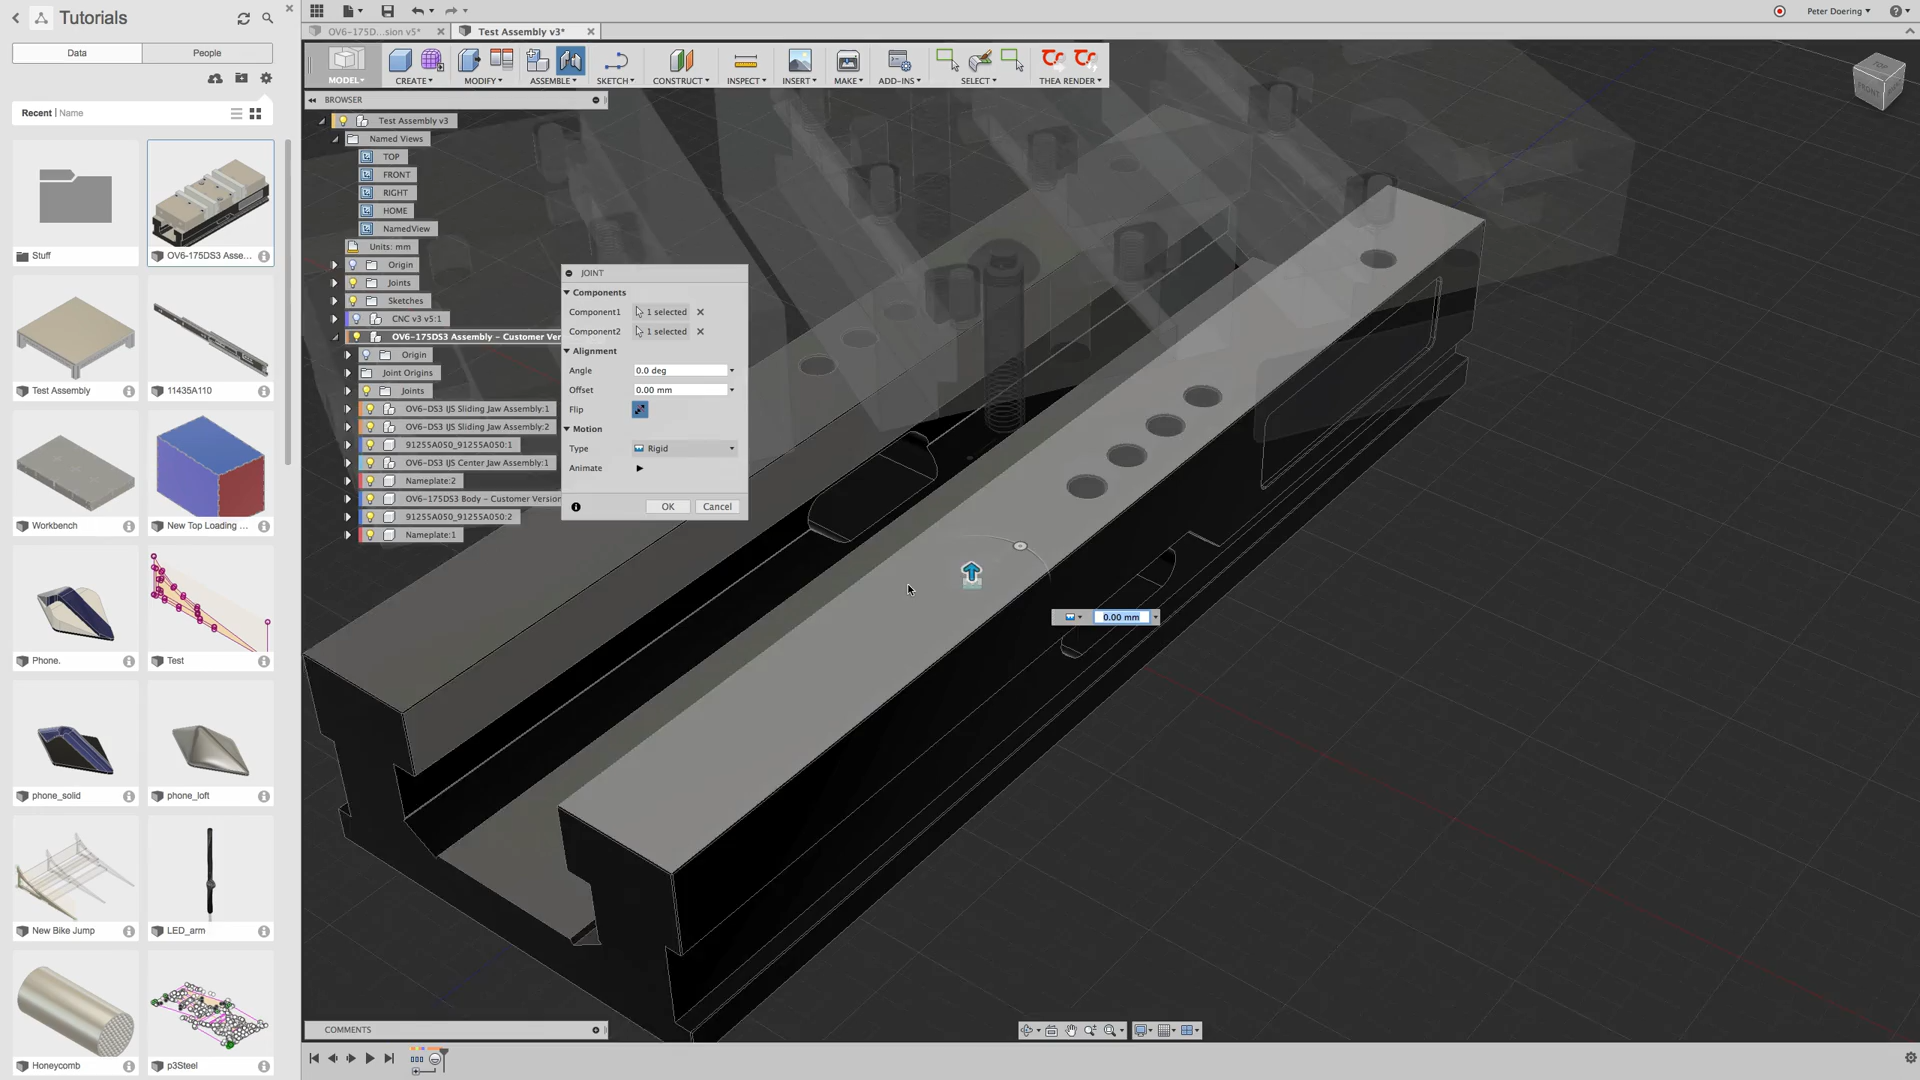 Tutorials
Data
People
Recent | Name
Stuff
OV6-175DS3 Asse...
Test Assembly
11435A110
Workbench
New Top Loading ...
Phone.
Test
phone_solid
phone_loft
New Bike Jump
LED_arm
Honeycomb
p3Steel
Peter Doering
OV6-175D...sion v5*
Test Assembly v3*
MODEL
CREATE
MODIFY
ASSEMBLE
SKETCH
CONSTRUCT
INSPECT
INSERT
MAKE
ADD-INS
SELECT
THEA RENDER
BROWSER
Test Assembly v3
Named Views
TOP
FRONT
RIGHT
HOME
NamedView
Units: mm
Origin
Joints
Sketches
CNC v3 v5:1
OV6-175DS3 Assembly - Customer Ver
Origin
Joint Origins
Joints
OV6-DS3 IJS Sliding Jaw Assembly:1
OV6-DS3 IJS Sliding Jaw Assembly:2
91255A050_91255A050:1
OV6-DS3 IJS Center Jaw Assembly:1
Nameplate:2
OV6-175DS3 Body - Customer Version
91255A050_91255A050:2
Nameplate:1
JOINT
Components
Component1 1 selected
Component2 1 selected
Alignment
Angle 0.0 deg
Offset 0.00 mm
Flip
Motion
Type Rigid
Animate
OK Cancel
0.00 mm
TOP
FRONT
COMMENTS